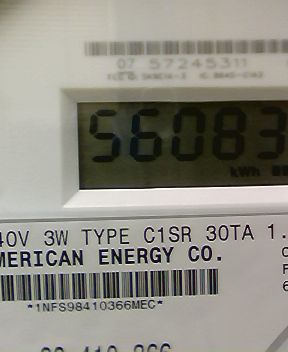 07 57245311
56083
kWh
40V 3W TYPE C1SR 30TA 1.
MERICAN ENERGY CO.
*1NFS98410366MEC*